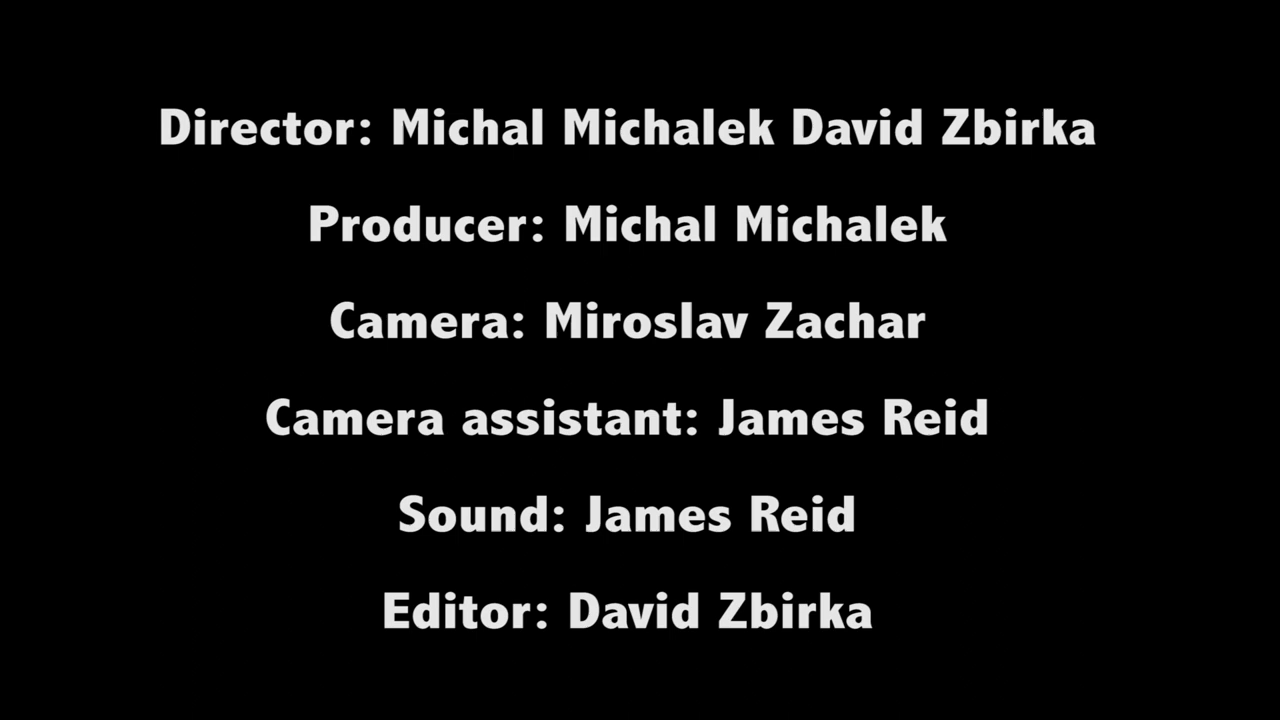 Director: Michal Michalek David Zbirka
Producer: Michal Michalek
Camera: Miroslav Zachar
Camera assistant: James Reid
Sound: James Reid
Editor: David Zbirka